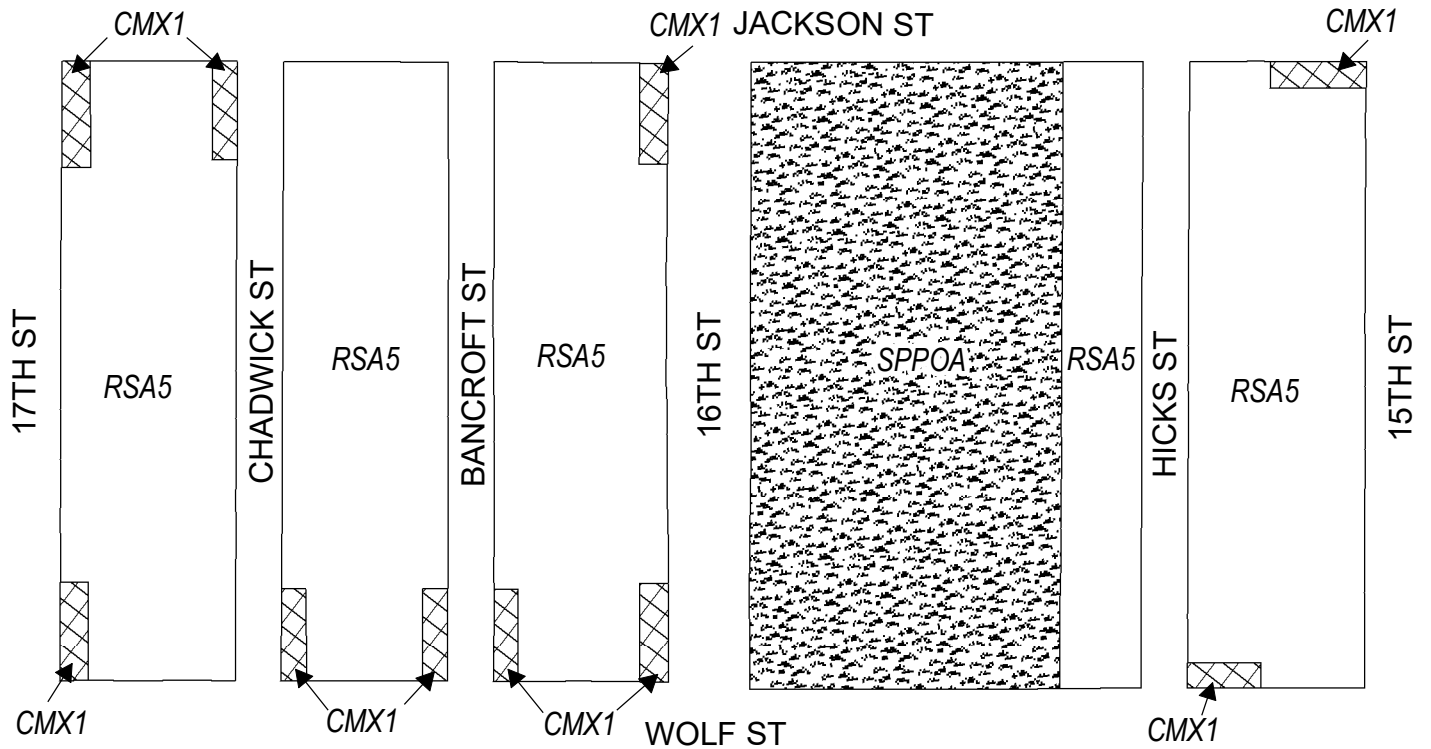 CMX1
CMX1
JACKSON ST
CMX1
17TH ST
RSA5
CHADWICK ST
RSA5
BANCROFT ST
RSA5
16TH ST
SPPOA
RSA5
HICKS ST
RSA5
15TH ST
CMX1
CMX1
CMX1
WOLF ST
CMX1